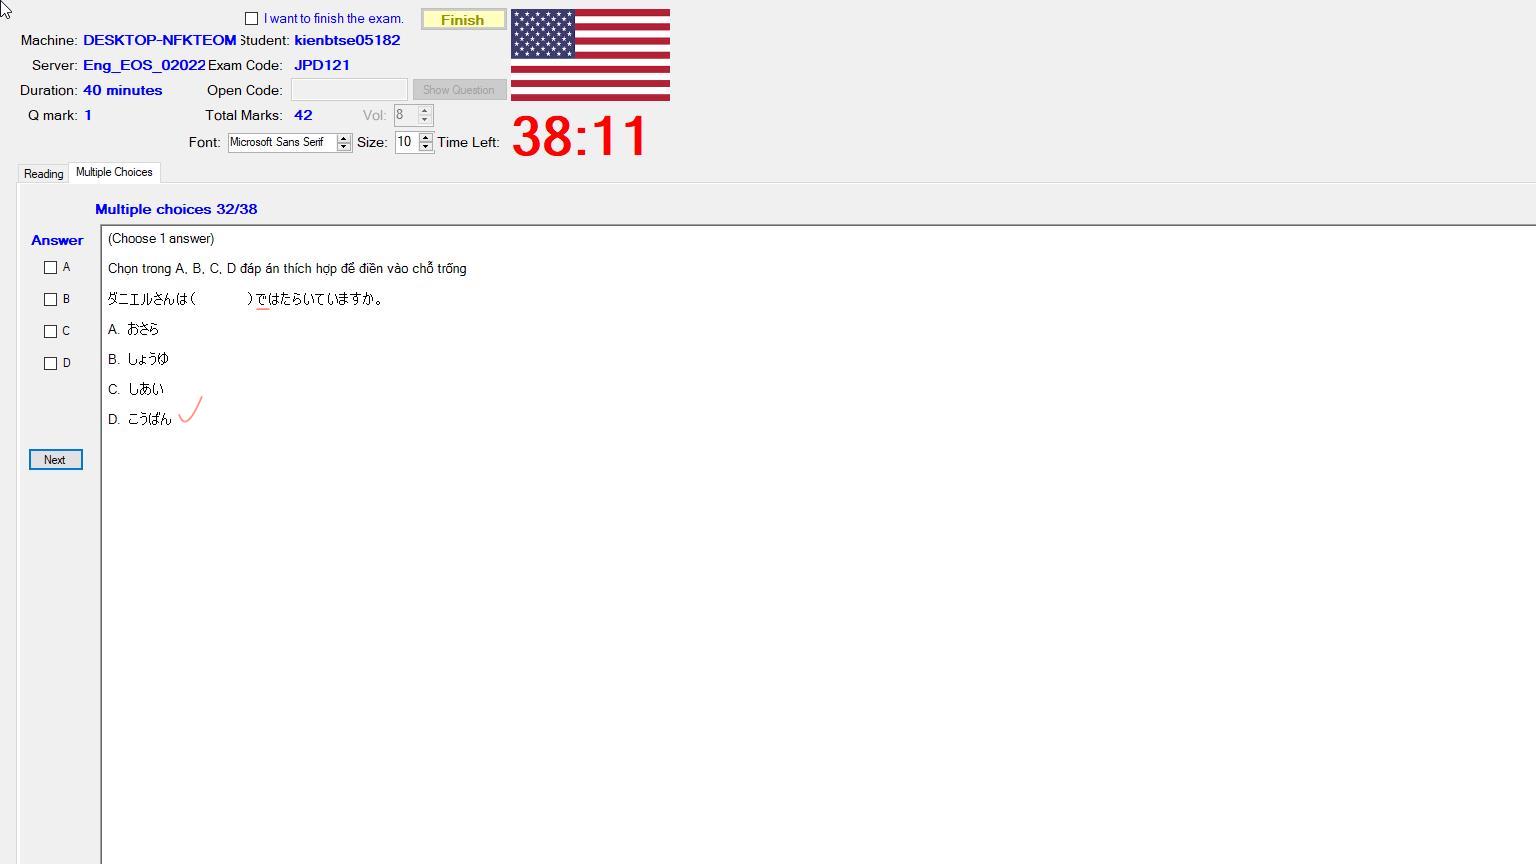 I want to finish the exam. Finish
Machine: DESKTOP-NFKTEOM Student: kienbtse05182
Server: Eng_EOS_02022 Exam Code: JPD121
Duration: 40 minutes Open Code: Show Question
Q mark: 1 Total Marks: 42 Vol: 8
Font: Microsoft Sans Serif Size: 10 Time Left: 38:11
Reading Multiple Choices
Multiple choices 32/38
Answer
(Choose 1 answer)
A
Chọn trong A, B, C, D đáp án thích hợp để điền vào chỗ trống
B
ダニエルさんは( )ではたらいていますか。
C
A. おさら
D
B. しょうゆ
C. しあい
D. こうばん
Next